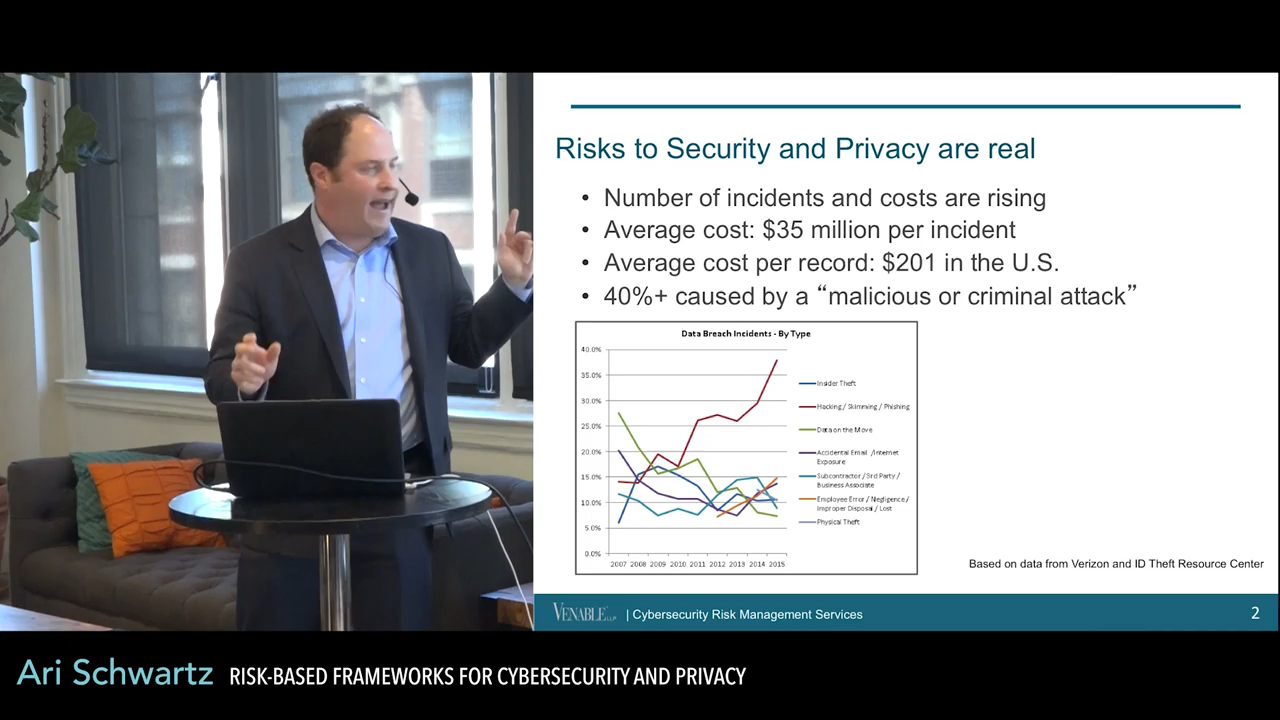 Risks to Security and Privacy are real
• Number of incidents and costs are rising
• Average cost: $35 million per incident
• Average cost per record: $201 in the U.S.
• 40%+ caused by a “malicious or criminal attack”
Data Breach Incidents - By Type
40.0%
35.0%
30.0%
25.0%
20.0%
15.0%
10.0%
5.0%
0.0%
2007 2008 2009 2010 2011 2012 2013 2014 2015
Insider Theft
Hacking / Skimming / Phishing
Data on the Move
Accidental Email /Internet
Exposure
Subcontractor / 3rd Party /
Business Associate
Employee Error / Negligence /
Improper Disposal / Lost
Physical Theft
Based on data from Verizon and ID Theft Resource Center
VENABLE LLP | Cybersecurity Risk Management Services
2
Ari Schwartz RISK-BASED FRAMEWORKS FOR CYBERSECURITY AND PRIVACY